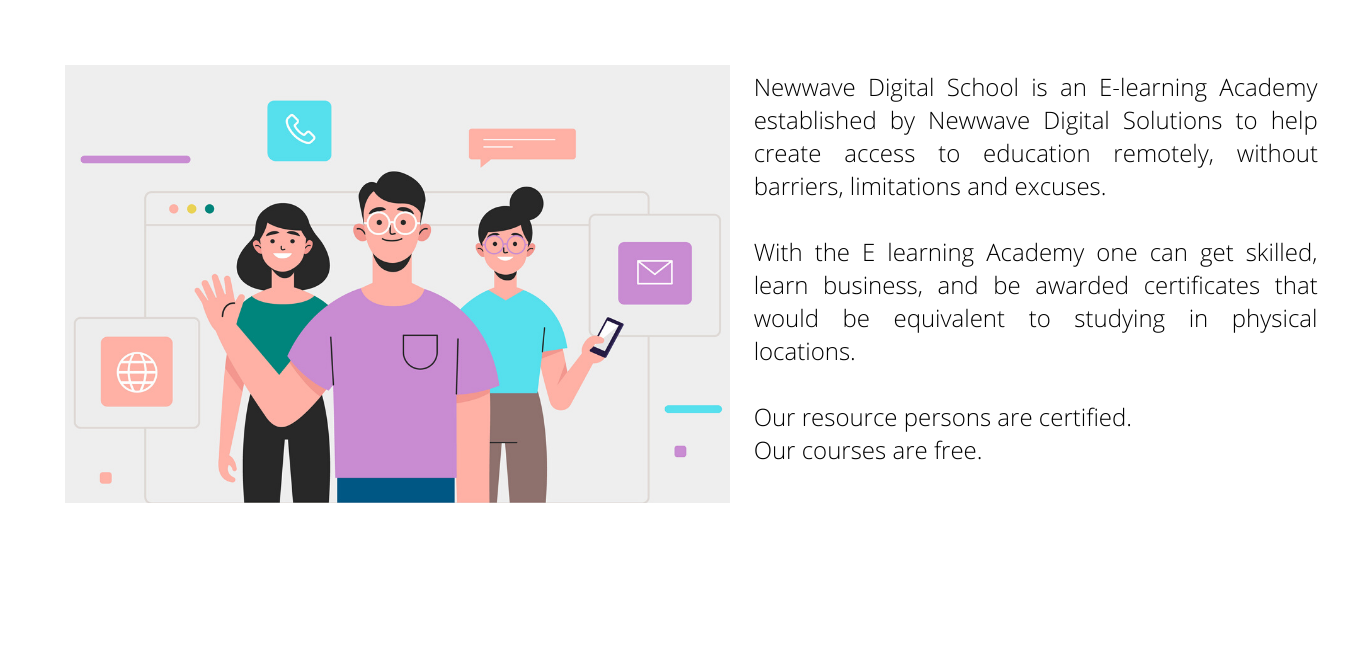 Newwave Digital School is an E-learning Academy
established by Newwave Digital Solutions to help
create access to education remotely, without
barriers, limitations and excuses.
With the E learning Academy one can get skilled,
learn business, and be awarded certificates that
would be equivalent to studying in physical
locations.
Our resource persons are certified.
Our courses are free.